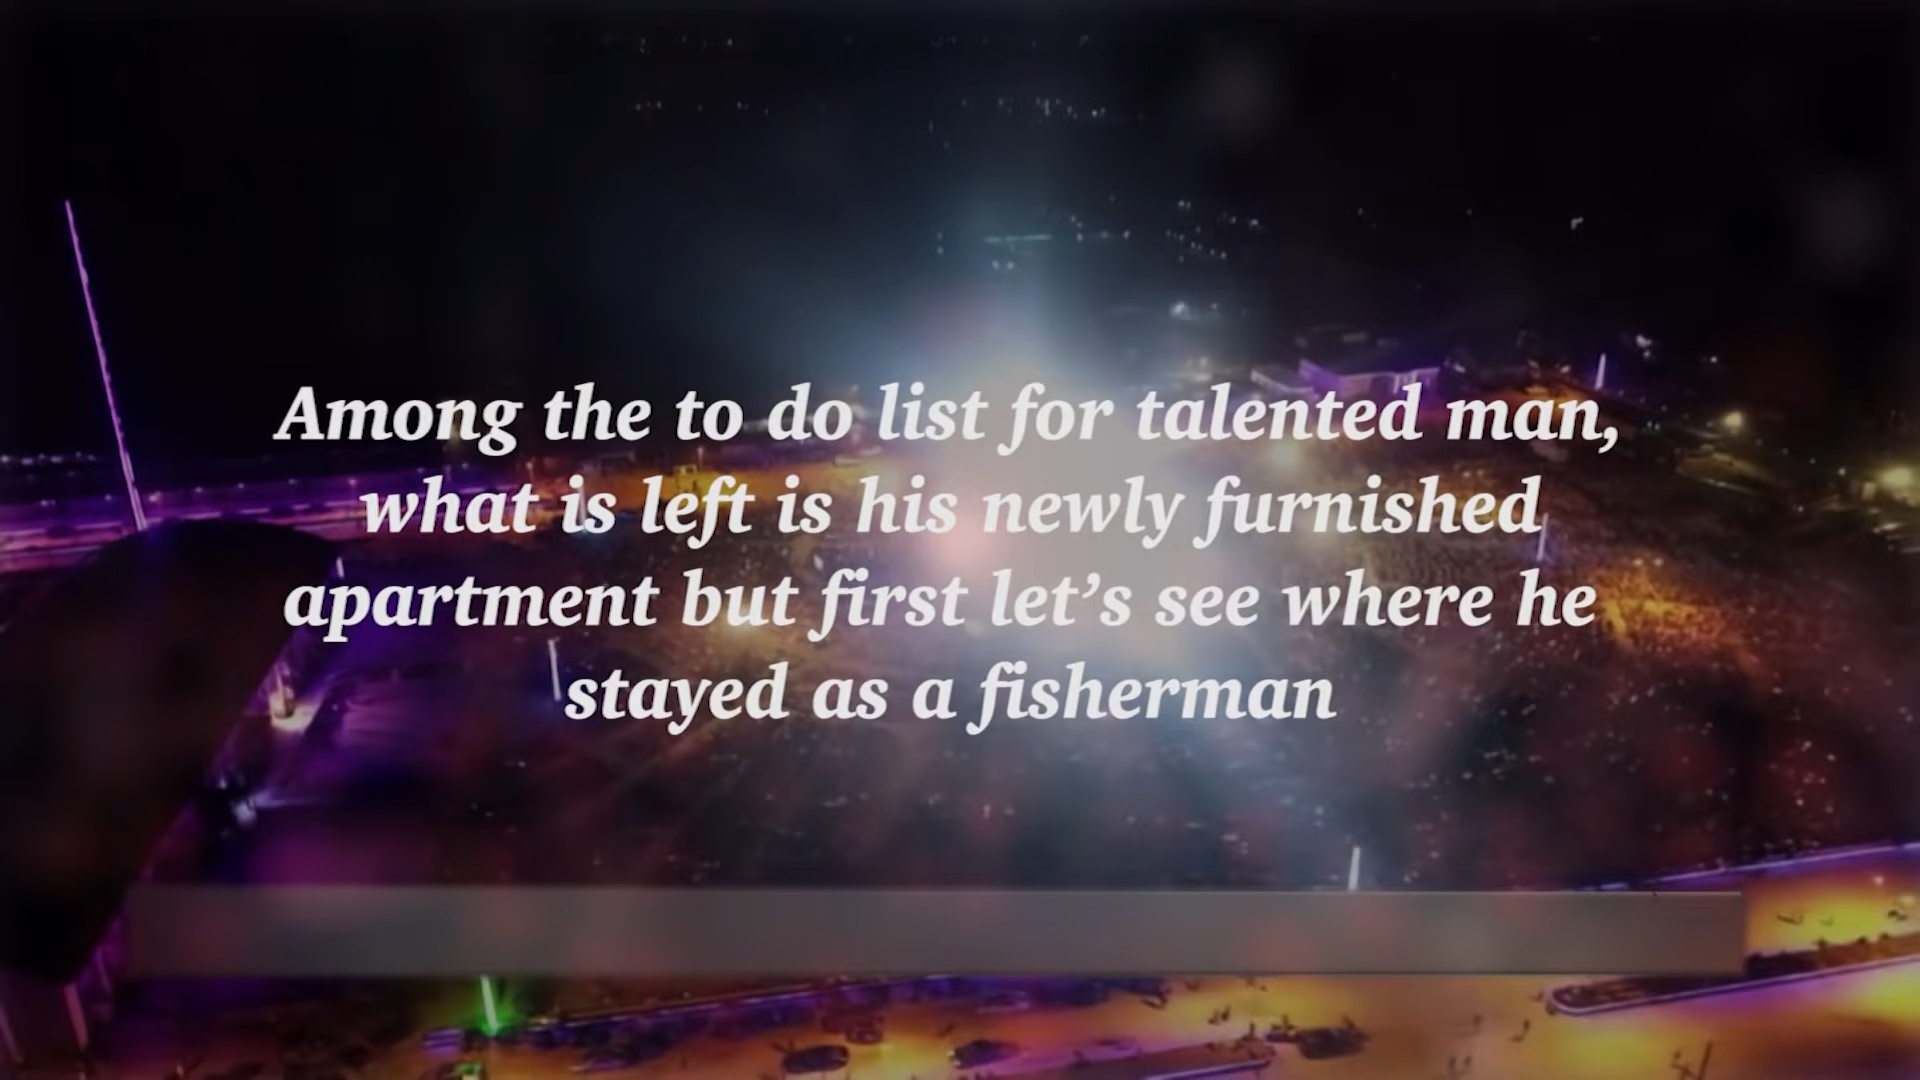 Among the to do list for talented man,
what is left is his newly furnished
apartment but first let’s see where he
stayed as a fisherman